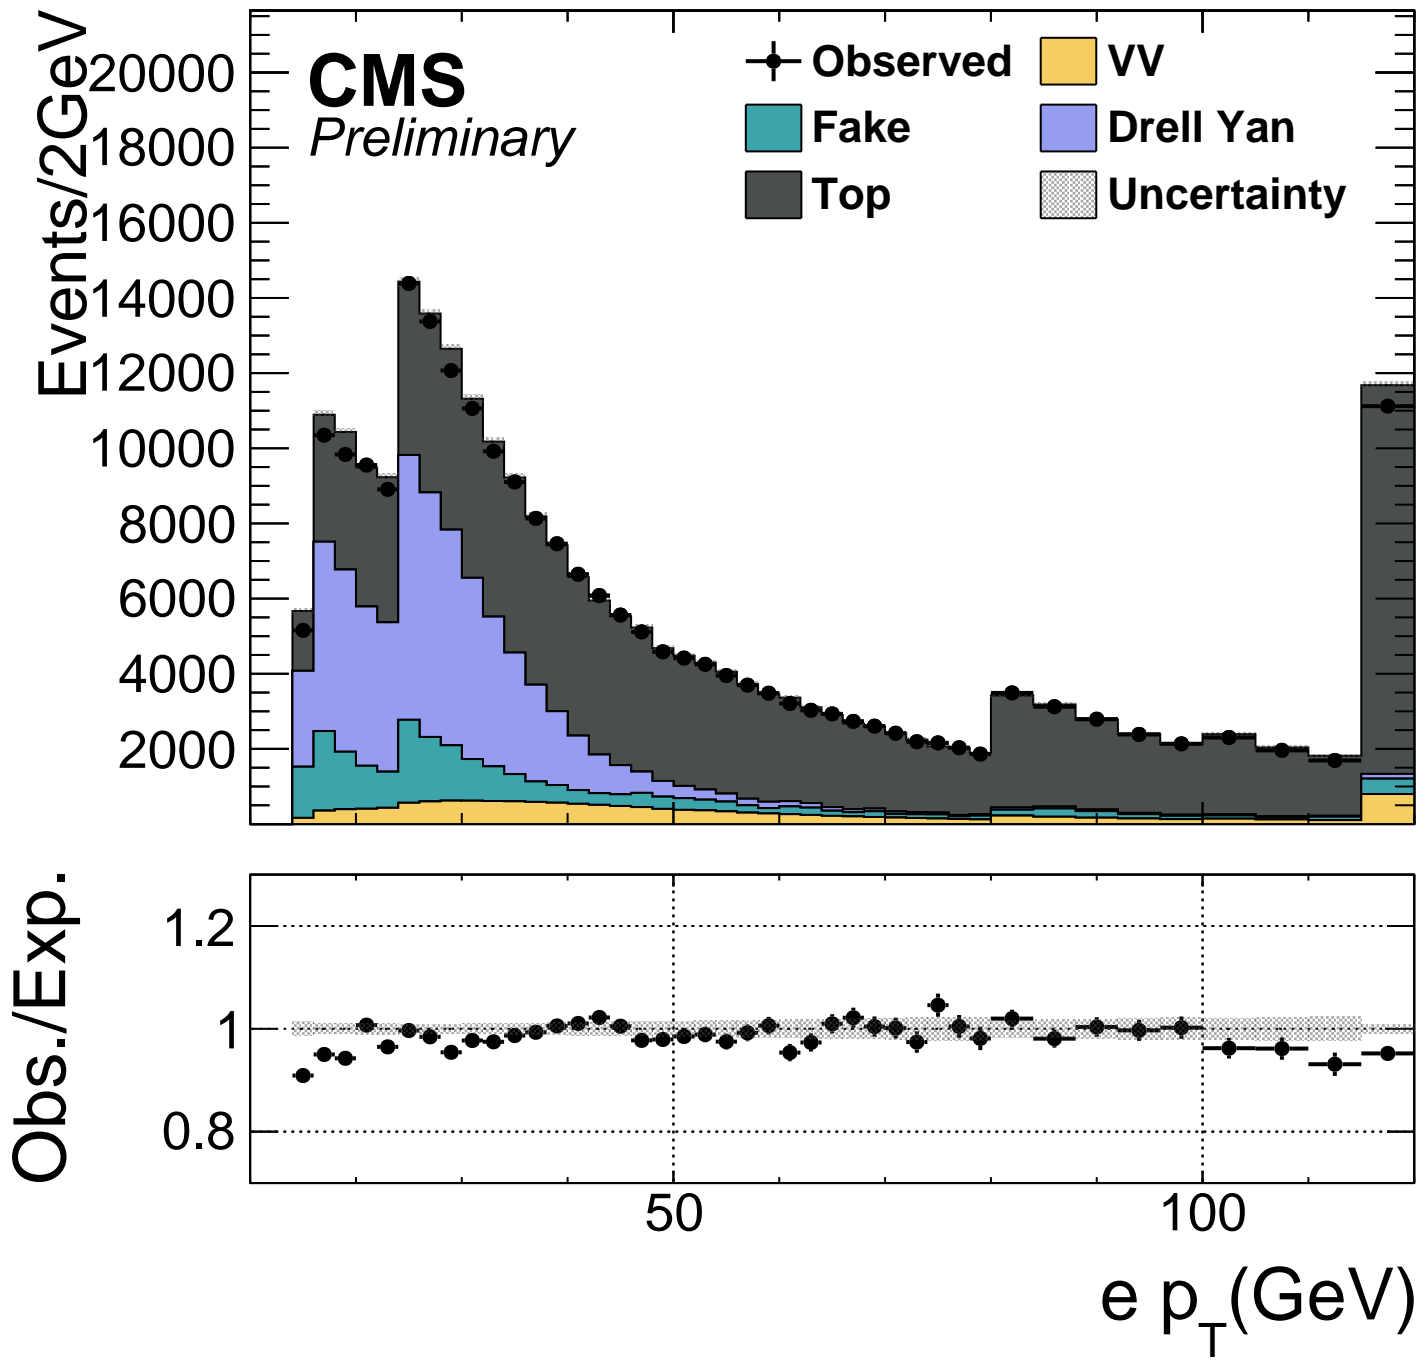 Events/2GeV
20000
18000
16000
14000
12000
10000
8000
6000
4000
2000
CMS
Preliminary
Observed
VV
Fake
Drell Yan
Top
Uncertainty
Obs./Exp.
1.2
1
0.8
50
100
e p_T(GeV)